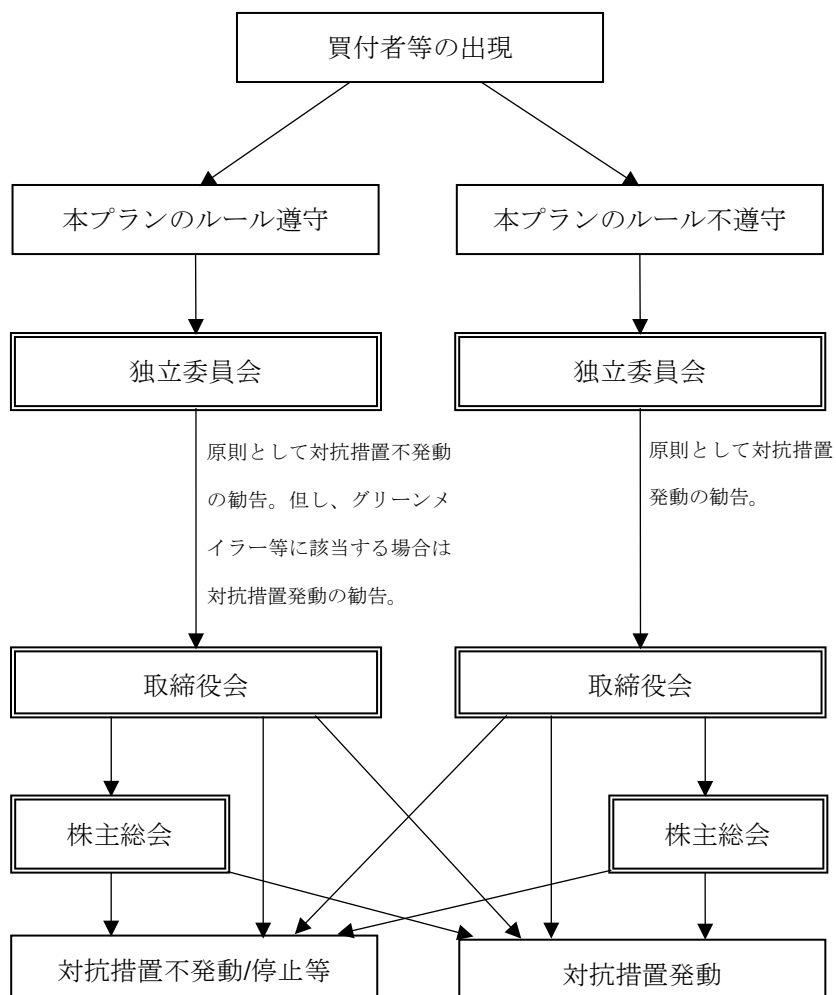 買付者等の出現
本プランのルール遵守
本プランのルール不遵守
独立委員会
独立委員会
原則として対抗措置不発動
の勧告。但し、グリーンメ
イラー等に該当する場合は
対抗措置発動の勧告。
原則として対抗措置
発動の勧告。
取締役会
取締役会
株主総会
株主総会
対抗措置不発動/停止等
対抗措置発動